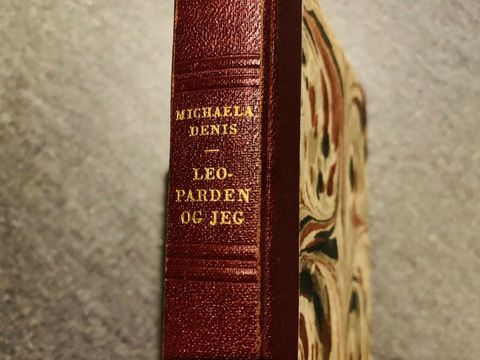 MICHAELA
DENIS
—
LEO-
PARDEN
OG JEG